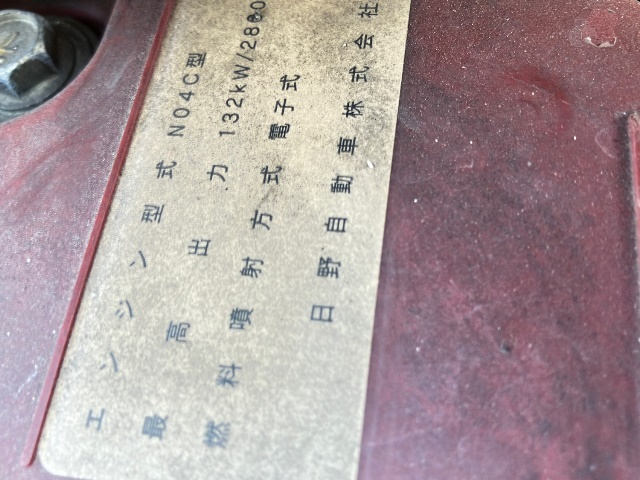 エンジン型式 N04C型
最高出力 132kW/2800
燃料噴射方式 電子式
日野自動車株式会社